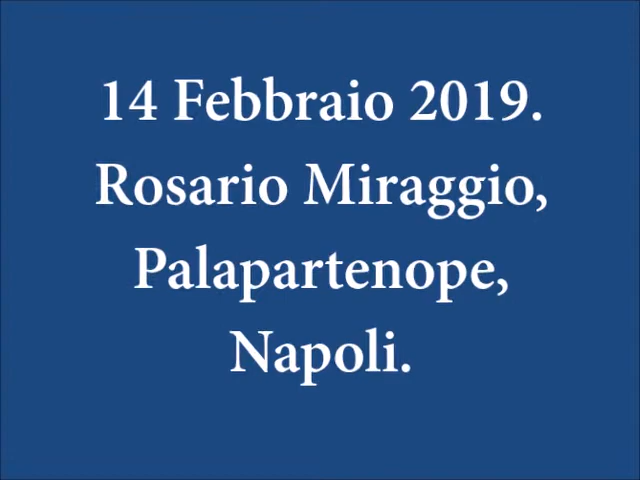 14 Febbraio 2019.
Rosario Miraggio,
Palapartenope,
Napoli.